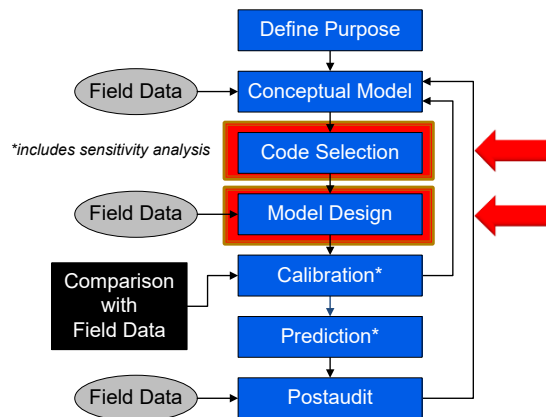 Define Purpose
Field Data
Conceptual Model
*includes sensitivity analysis
Code Selection
Field Data
Model Design
Comparison
with
Field Data
Calibration*
Prediction*
Field Data
Postaudit